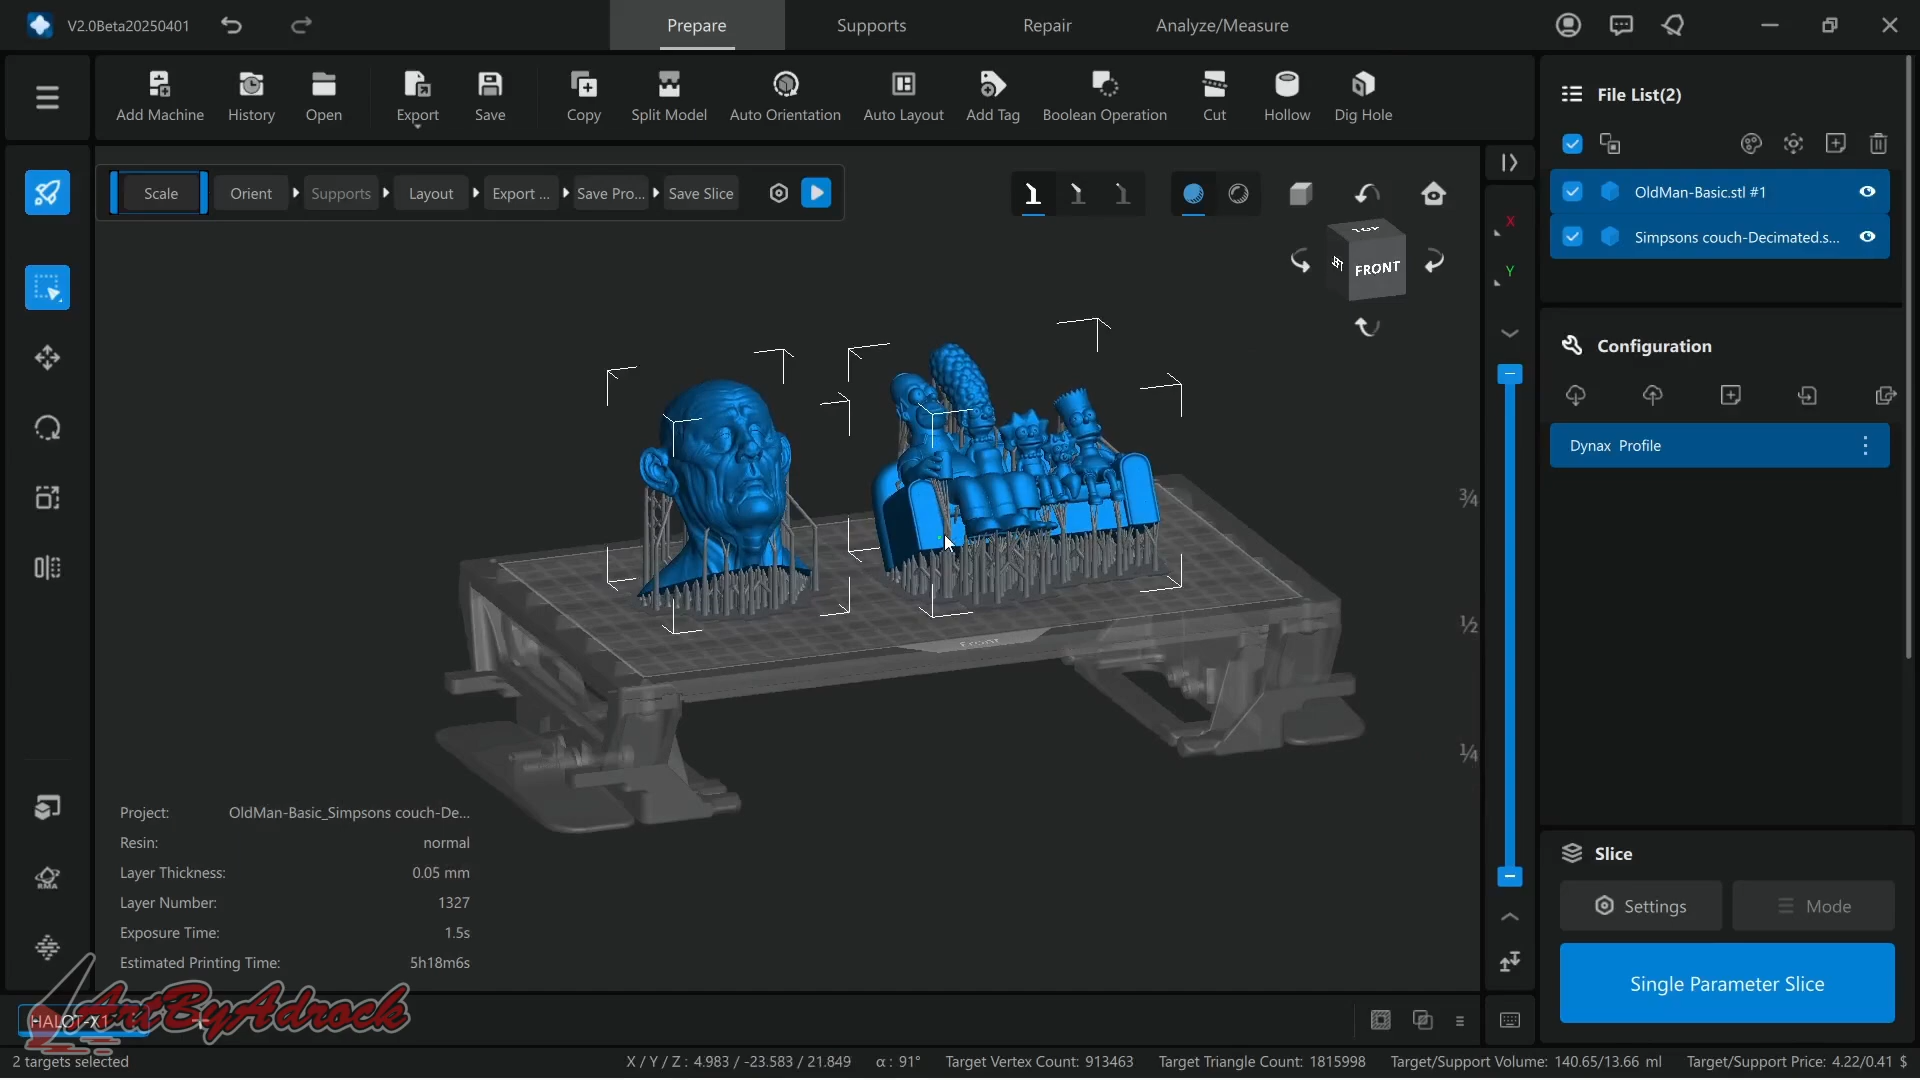 V2.0Beta20250401
Prepare
Supports
Repair
Analyze/Measure
Add Machine
History
Open
Export
Save
Copy
Split Model
Auto Orientation
Auto Layout
Add Tag
Boolean Operation
Cut
Hollow
Dig Hole
File List(2)
Scale
Orient
Supports
Layout
Export ...
Save Pro...
Save Slice
OldMan-Basic.stl #1
Simpsons couch-Decimated.s...
X
Y
TOP
FRONT
Configuration
Dynax Profile
3/4
1/2
1/4
Front
Project: OldMan-Basic_Simpsons couch-De...
Resin: normal
Layer Thickness: 0.05 mm
Layer Number: 1327
Exposure Time: 1.5s
Estimated Printing Time: 5h18m6s
RMA
Slice
Settings
Mode
Single Parameter Slice
HALOT-X1
ArtByAdrock
2 targets selected
X / Y / Z : 4.983 / -23.583 / 21.849
α : 91°
Target Vertex Count: 913463
Target Triangle Count: 1815998
Target/Support Volume: 140.65/13.66 ml
Target/Support Price: 4.22/0.41 $